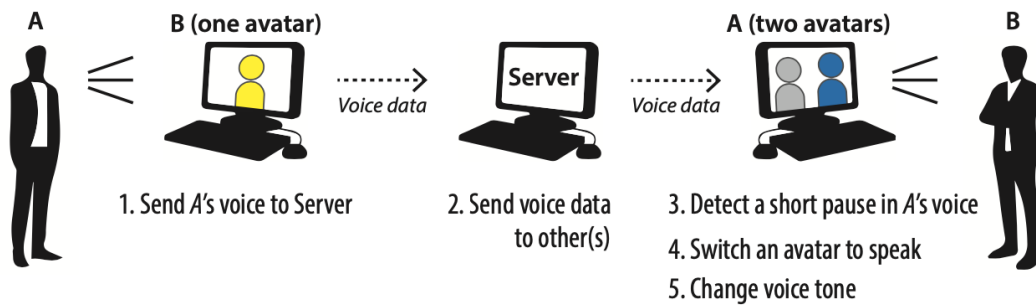 A
B (one avatar)
A (two avatars)
B
Server
Voice data
Voice data
1. Send A's voice to Server
2. Send voice data
to other(s)
3. Detect a short pause in A's voice
4. Switch an avatar to speak
5. Change voice tone